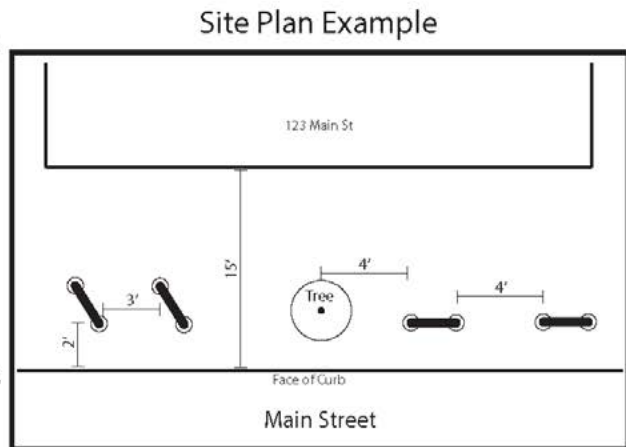 Site Plan Example
123 Main St
15'
4'
Tree
4'
3'
2'
Face of Curb
Main Street